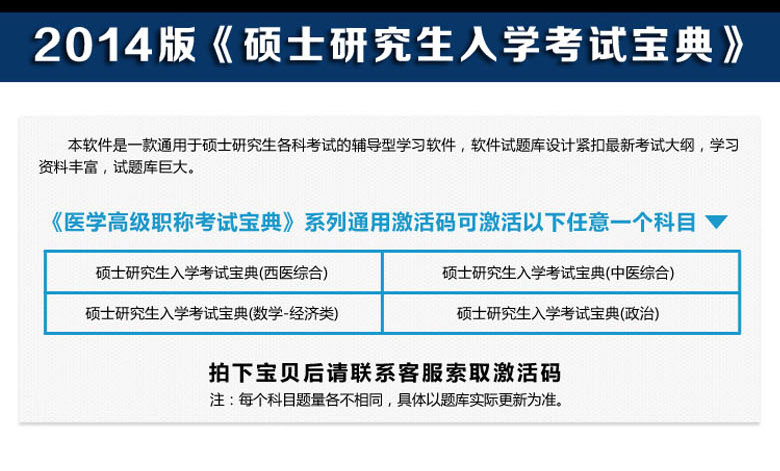 2014版《硕士研究生入学考试宝典》
本软件是一款通用于硕士研究生各科考试的辅导型学习软件，软件试题库设计紧扣最新考试大纲，学习
资料丰富，试题库巨大。
《医学高级职称考试宝典》系列通用激活码可激活以下任意一个科目
硕士研究生入学考试宝典(西医综合)
硕士研究生入学考试宝典(中医综合)
硕士研究生入学考试宝典(数学-经济类)
硕士研究生入学考试宝典(政治)
拍下宝贝后请联系客服索取激活码
注：每个科目题量各不相同，具体以题库实际更新为准。